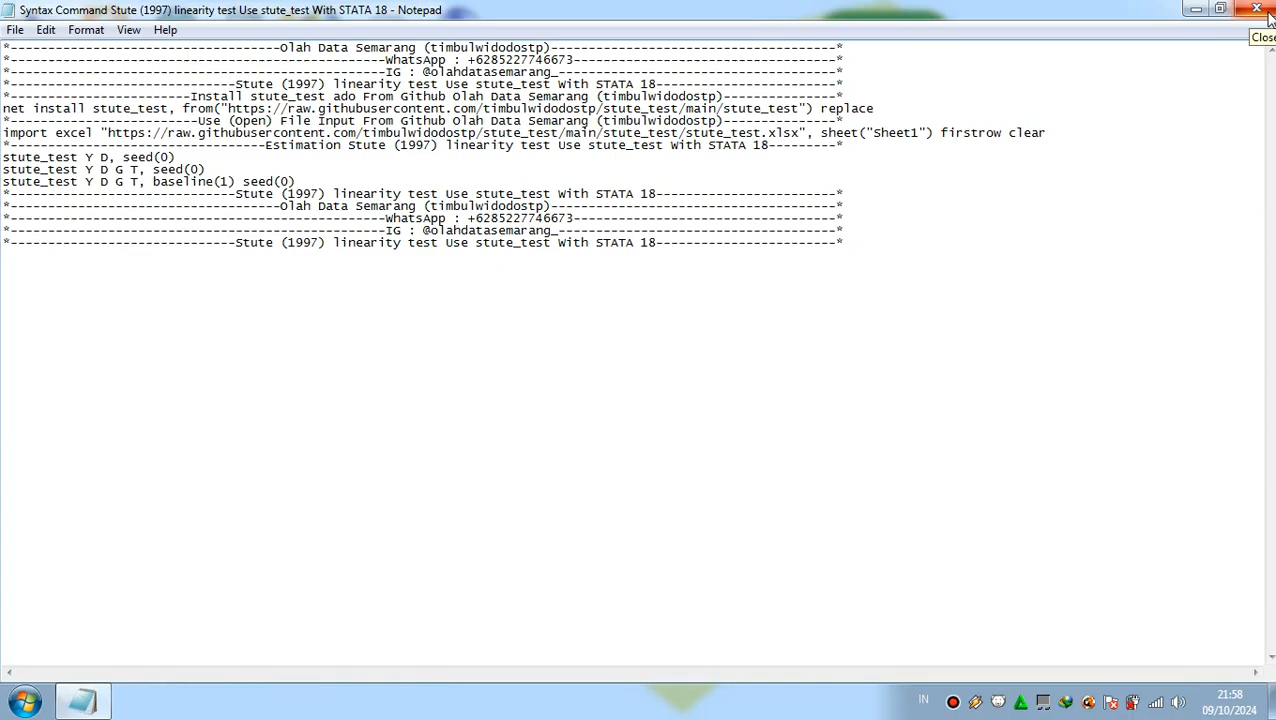 Syntax Command Stute (1997) linearity test Use stute_test With STATA 18 - Notepad
File Edit Format View Help
Close
*------------------------------------Olah Data Semarang (timbulwidodostp)--------------------------------------*
*--------------------------------------------------WhatsApp : +6285227746673-----------------------------------*
*--------------------------------------------------IG : @olahdatasemarang_-------------------------------------*
*------------------------------Stute (1997) linearity test Use stute_test With STATA 18------------------------*
*------------------------Install stute_test ado From Github Olah Data Semarang (timbulwidodostp)---------------*
net install stute_test, from("https://raw.githubusercontent.com/timbulwidodostp/stute_test/main/stute_test") replace
*-------------------------Use (Open) File Input From Github Olah Data Semarang (timbulwidodostp)---------------*
import excel "https://raw.githubusercontent.com/timbulwidodostp/stute_test/main/stute_test/stute_test.xlsx", sheet("Sheet1") firstrow clear
*----------------------------------Estimation Stute (1997) linearity test Use stute_test With STATA 18---------*
stute_test Y D, seed(0)
stute_test Y D G T, seed(0)
stute_test Y D G T, baseline(1) seed(0)
*------------------------------Stute (1997) linearity test Use stute_test With STATA 18------------------------*
*------------------------------------Olah Data Semarang (timbulwidodostp)--------------------------------------*
*--------------------------------------------------WhatsApp : +6285227746673-----------------------------------*
*--------------------------------------------------IG : @olahdatasemarang_-------------------------------------*
*------------------------------Stute (1997) linearity test Use stute_test With STATA 18------------------------*
IN
21:58
09/10/2024